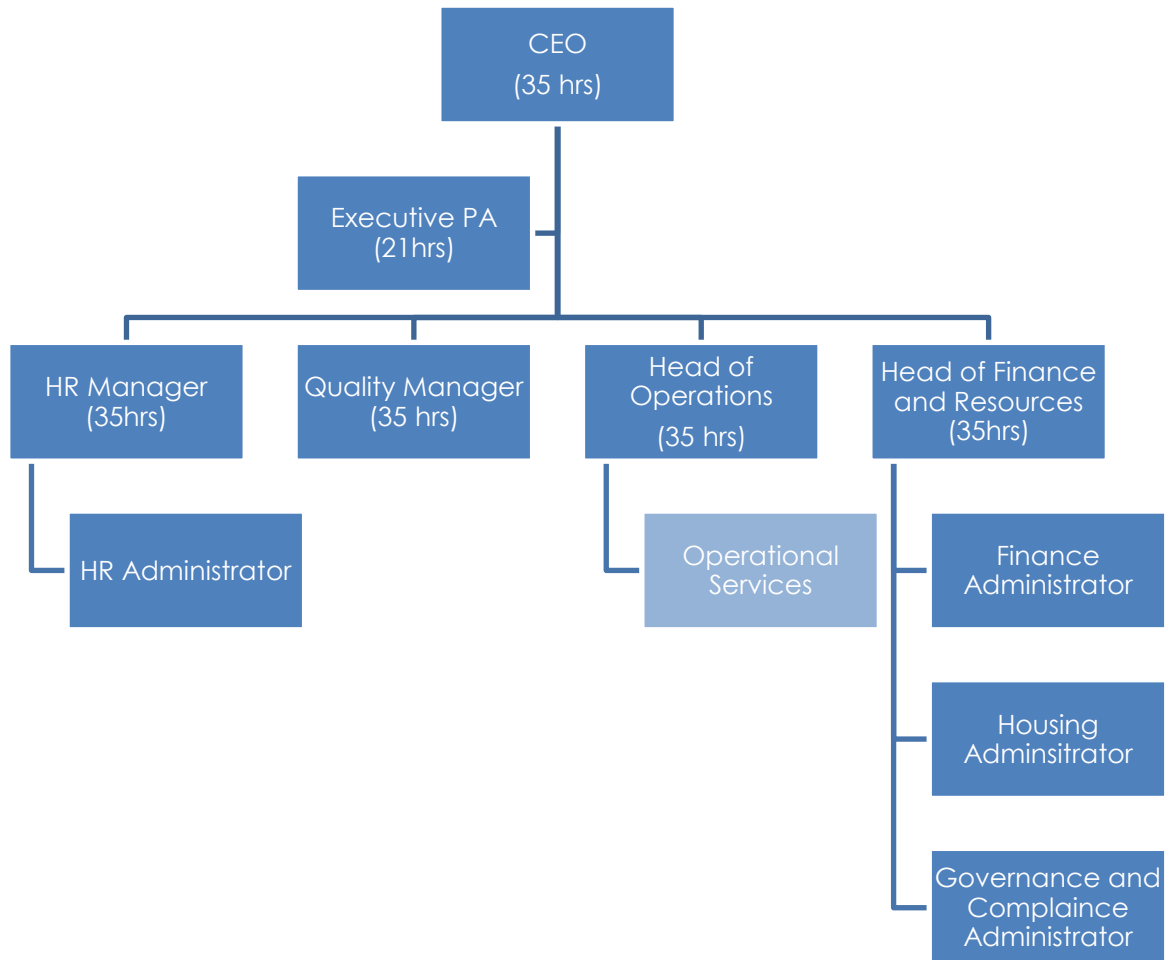 CEO
(35 hrs)
Executive PA
(21hrs)
HR Manager
(35hrs)
Quality Manager
(35 hrs)
Head of
Operations
(35 hrs)
Head of Finance
and Resources
(35hrs)
HR Administrator
Operational
Services
Finance
Administrator
Housing
Adminsitrator
Governance and
Complaince
Administrator